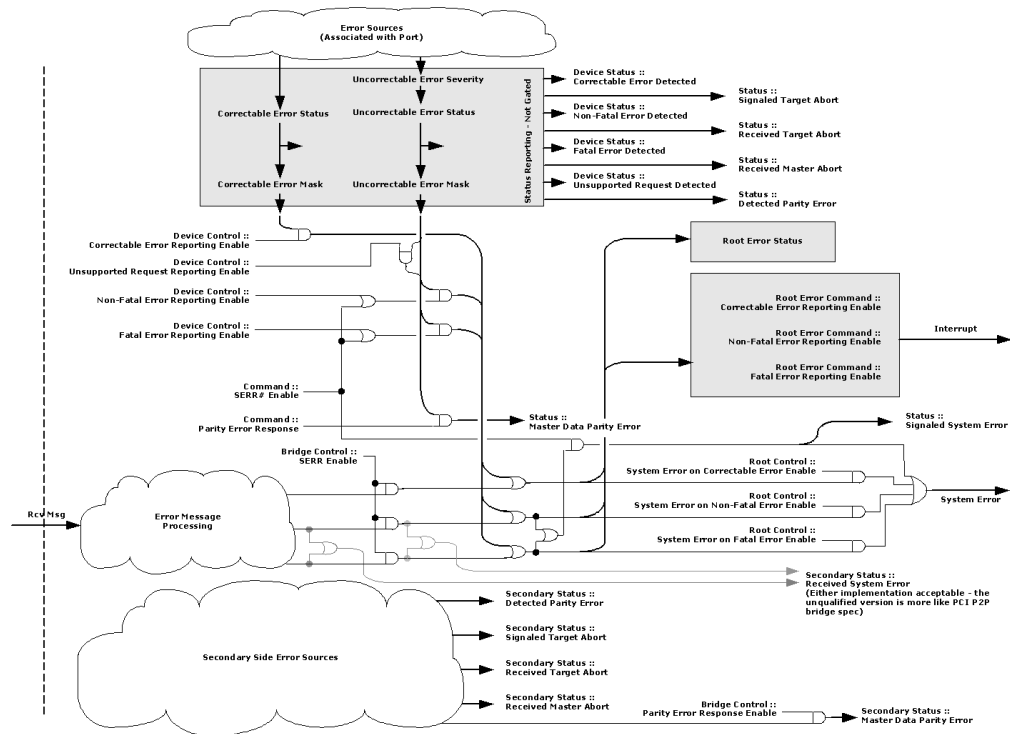 Error Sources
(Associated with Port)
Uncorrectable Error Severity
Correctable Error Status
Uncorrectable Error Status
Correctable Error Mask
Uncorrectable Error Mask
Status Reporting - Not Gated
Device Status ::
Correctable Error Detected
Status ::
Signaled Target Abort
Device Status ::
Non-Fatal Error Detected
Status ::
Received Target Abort
Device Status ::
Fatal Error Detected
Status ::
Received Master Abort
Device Status ::
Unsupported Request Detected
Status ::
Detected Parity Error
Device Control ::
Correctable Error Reporting Enable
Device Control ::
Unsupported Request Reporting Enable
Device Control ::
Non-Fatal Error Reporting Enable
Device Control ::
Fatal Error Reporting Enable
Root Error Status
Root Error Command ::
Correctable Error Reporting Enable
Root Error Command ::
Non-Fatal Error Reporting Enable
Root Error Command ::
Fatal Error Reporting Enable
Interrupt
Command ::
SERR# Enable
Command ::
Parity Error Response
Status ::
Master Data Parity Error
Status ::
Signaled System Error
Bridge Control ::
SERR Enable
Root Control ::
System Error on Correctable Error Enable
Root Control ::
System Error on Non-Fatal Error Enable
Root Control ::
System Error on Fatal Error Enable
System Error
Rcv Msg
Error Message
Processing
Secondary Status ::
Received System Error
(Either implementation acceptable - the
unqualified version is more like PCI P2P
bridge spec)
Secondary Side Error Sources
Secondary Status ::
Detected Parity Error
Secondary Status ::
Signaled Target Abort
Secondary Status ::
Received Target Abort
Secondary Status ::
Received Master Abort
Bridge Control ::
Parity Error Response Enable
Secondary Status ::
Master Data Parity Error